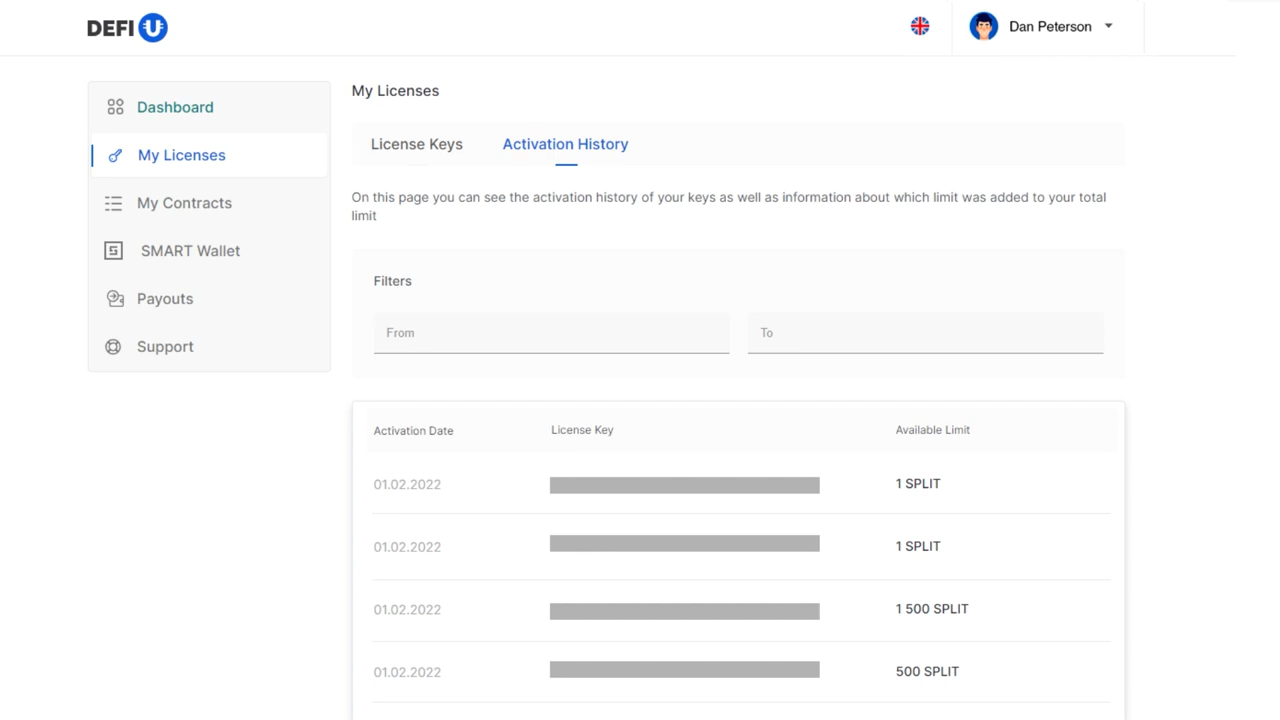 DEFI U
Dan Peterson
Dashboard
My Licenses
My Contracts
SMART Wallet
Payouts
Support
My Licenses
License Keys
Activation History
On this page you can see the activation history of your keys as well as information about which limit was added to your total
limit
Filters
From
To
Activation Date
License Key
Available Limit
01.02.2022
1 SPLIT
01.02.2022
1 SPLIT
01.02.2022
1 500 SPLIT
01.02.2022
500 SPLIT